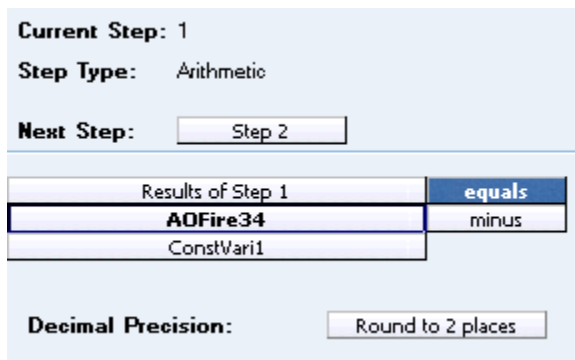 Current Step: 1
Step Type: Arithmetic
Next Step: Step 2
Results of Step 1 equals
AOFire34 minus
ConstVari1
Decimal Precision: Round to 2 places